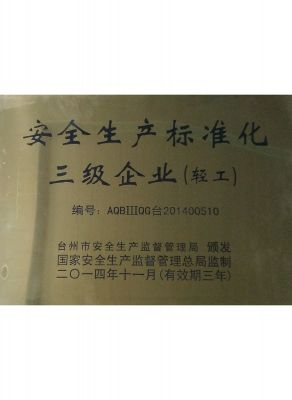 安全生产标准化
三级企业(轻工)
编号：AQBIIIQG台201400510
台州市安全生产监督管理局 颁发
国家安全生产监督管理总局监制
二〇一四年十一月(有效期三年)